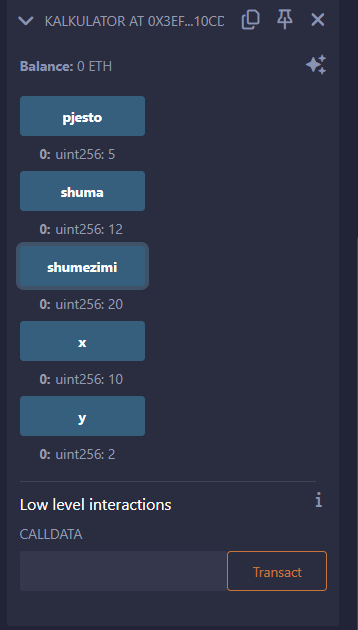 KALKULATOR AT 0X3EF...10CD
Balance: 0 ETH
pjesto
0: uint256: 5
shuma
0: uint256: 12
shumezimi
0: uint256: 20
x
0: uint256: 10
y
0: uint256: 2
Low level interactions
i
CALLDATA
Transact